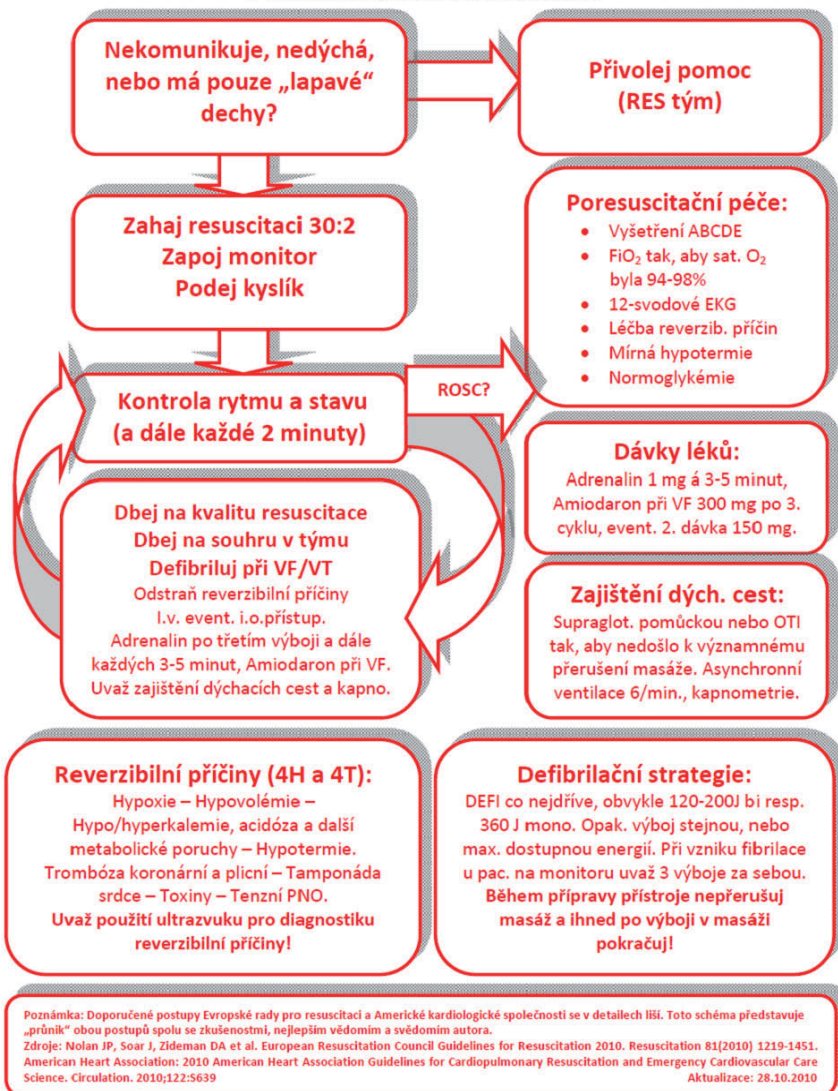 Nekomunikuje, nedýchá,
nebo má pouze „lapavé“
dechy?
Přivolej pomoc
(RES tým)
Zahaj resuscitaci 30:2
Zapoj monitor
Podej kyslík
Poresuscitační péče:
• Vyšetření ABCDE
• FiO₂ tak, aby sat. O₂
byla 94-98%
• 12-svodové EKG
• Léčba reverzib. příčin
• Mírná hypotermie
• Normoglykémie
Kontrola rytmu a stavu
(a dále každé 2 minuty)
ROSC?
Dávky léků:
Adrenalin 1 mg á 3-5 minut,
Amiodaron při VF 300 mg po 3.
cyklu, event. 2. dávka 150 mg.
Dbej na kvalitu resuscitace
Dbej na souhru v týmu
Defibriluj při VF/VT
Odstraň reverzibilní příčiny
I.v. event. i.o.přístup.
Adrenalin po třetím výboji a dále
každých 3-5 minut, Amiodaron při VF.
Uvaž zajištění dýchacích cest a kapno.
Zajištění dých. cest:
Supraglot. pomůckou nebo OTI
tak, aby nedošlo k významnému
přerušení masáže. Asynchronní
ventilace 6/min., kapnometrie.
Reverzibilní příčiny (4H a 4T):
Hypoxie – Hypovolémie –
Hypo/hyperkalemie, acidóza a další
metabolické poruchy – Hypotermie.
Trombóza koronární a plicní – Tamponáda
srdce – Toxiny – Tenzní PNO.
Uvaž použití ultrazvuku pro diagnostiku
reverzibilní příčiny!
Defibrilační strategie:
DEFI co nejdříve, obvykle 120-200J bi resp.
360 J mono. Opak. výboj stejnou, nebo
max. dostupnou energií. Při vzniku fibrilace
u pac. na monitoru uvaž 3 výboje za sebou.
Během přípravy přístroje nepřerušuj
masáž a ihned po výboji v masáži
pokračuj!
Poznámka: Doporučené postupy Evropské rady pro resuscitaci a Americké kardiologické společnosti se v detailech liší. Toto schéma představuje
„průnik“ obou postupů spolu se zkušenostmi, nejlepším vědomím a svědomím autora.
Zdroje: Nolan JP, Soar J, Zideman DA et al. European Resuscitation Council Guidelines for Resuscitation 2010. Resuscitation 81(2010) 1219-1451.
American Heart Association: 2010 American Heart Association Guidelines for Cardiopulmonary Resuscitation and Emergency Cardiovascular Care
Science. Circulation. 2010;122:S639 Aktualizace: 28.10.2010